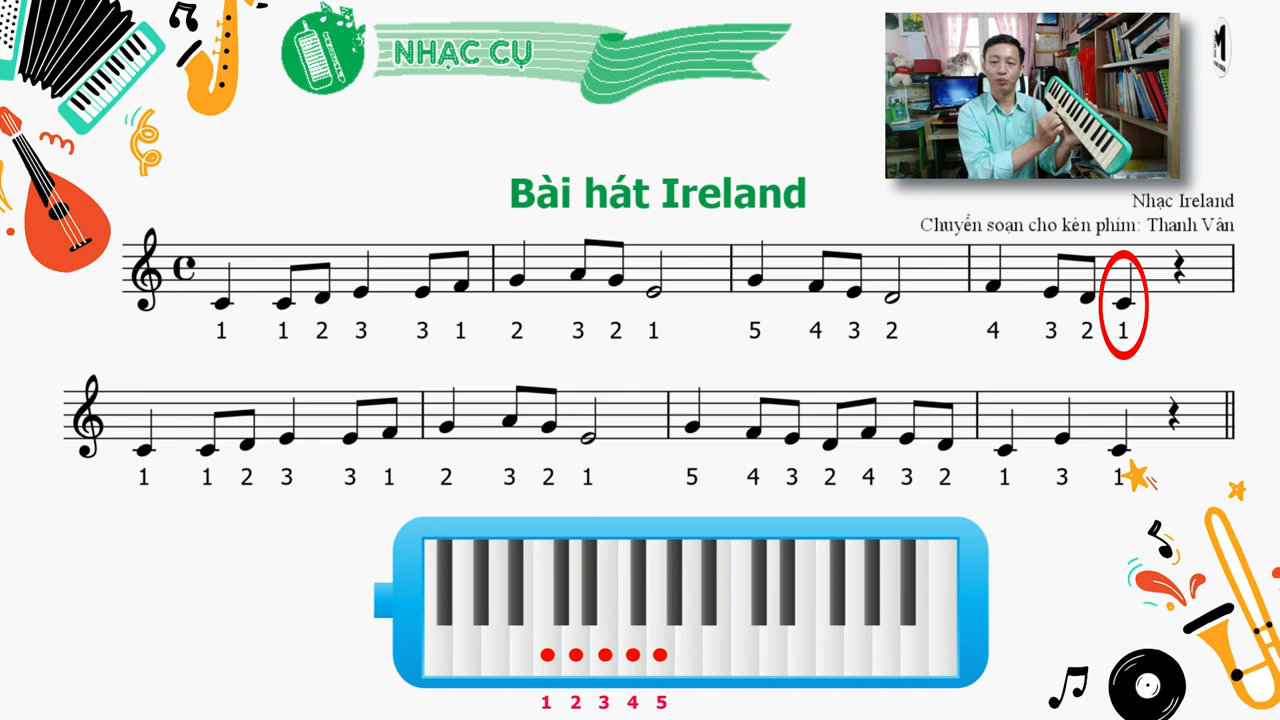 NHẠC CỤ
Bài hát Ireland
Nhạc Ireland
Chuyển soạn cho kèn phím: Thanh Vân
1 1 2 3 3 1 2 3 2 1 5 4 3 2 4 3 2 1
1 1 2 3 3 1 2 3 2 1 5 4 3 2 4 3 2 1 3 1
1 2 3 4 5